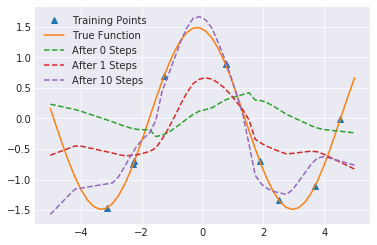 Training Points
True Function
After 0 Steps
After 1 Steps
After 10 Steps
1.5
1.0
0.5
0.0
−0.5
−1.0
−1.5
−4
−2
0
2
4